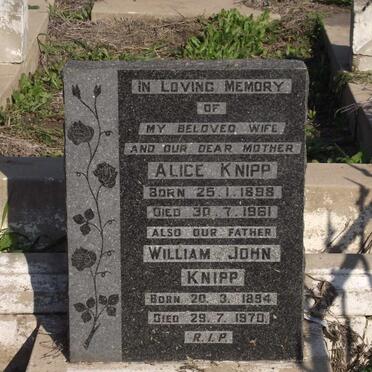 IN LOVING MEMORY
OF
MY BELOVED WIFE
AND OUR DEAR MOTHER
ALICE KNIPP
BORN 25.1.1898
DIED 30.7.1961
ALSO OUR FATHER
WILLIAM JOHN
KNIPP
BORN 20.3.1894
DIED 29.7.1970.
R.I.P.